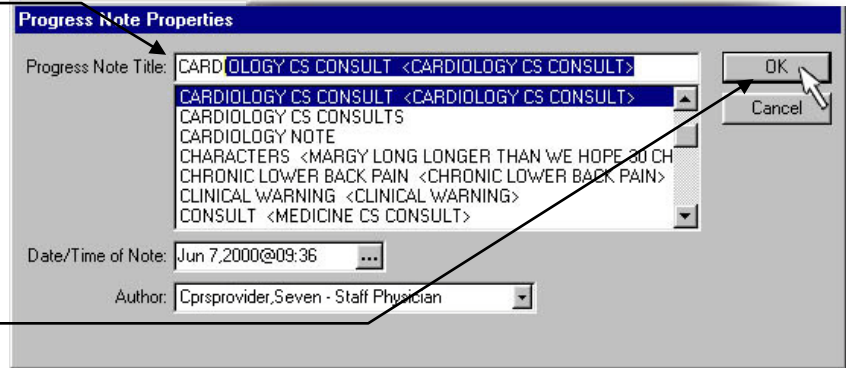 Progress Note Properties
Progress Note Title: CARDIOLOGY CS CONSULT <CARDIOLOGY CS CONSULT>
OK
CARDIOLOGY CS CONSULT <CARDIOLOGY CS CONSULT>
Cancel
CARDIOLOGY CS CONSULTS
CARDIOLOGY NOTE
CHARACTERS <MARGY LONG LONGER THAN WE HOPE 30 CH
CHRONIC LOWER BACK PAIN <CHRONIC LOWER BACK PAIN>
CLINICAL WARNING <CLINICAL WARNING>
CONSULT <MEDICINE CS CONSULT>
Date/Time of Note: Jun 7,2000@09:36 ...
Author: Cprsprovider,Seven - Staff Physician